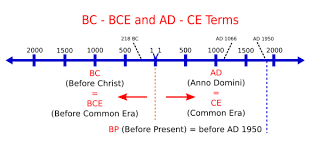 BC - BCE and AD - CE Terms
218 BC AD 1066 AD 1950
2000 1500 1000 500 1 1 500 1000 1500 2000
BC AD
(Before Christ) (Anno Domini)
= =
BCE CE
(Before Common Era) (Common Era)
BP (Before Present) = before AD 1950